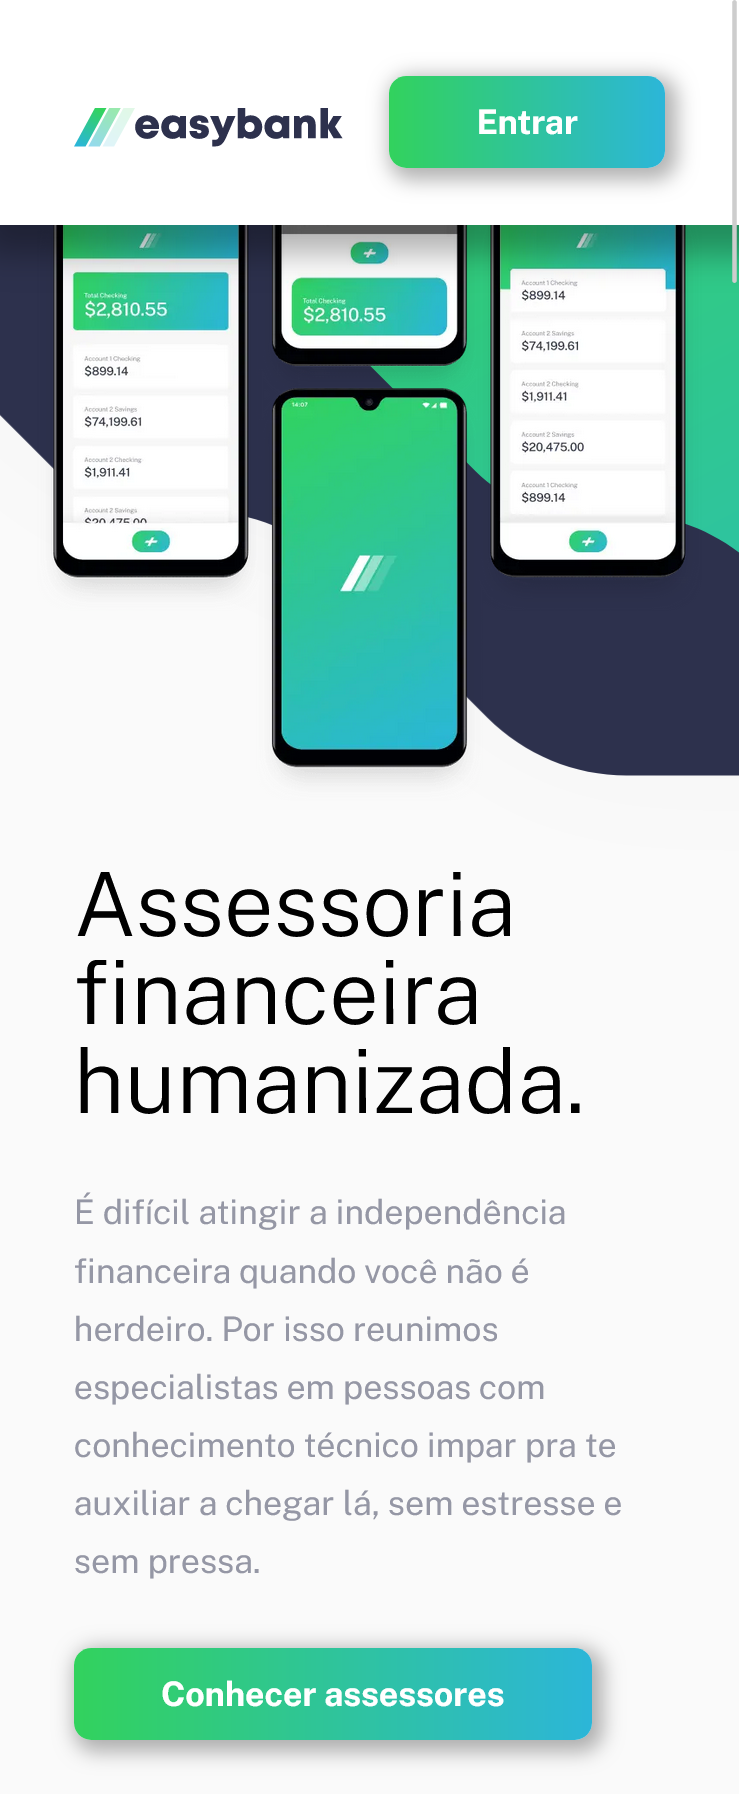 easybank
Entrar
Total Checking
$2,810.55
Account 1 Checking
$899.14
Account 2 Savings
$74,199.61
Account 2 Checking
$1,911.41
Account 2 Savings
$20,475.00
Total Checking
$2,810.55
14:07
Account 1 Checking
$899.14
Account 2 Savings
$74,199.61
Account 2 Checking
$1,911.41
Account 2 Savings
$20,475.00
Account 1 Checking
$899.14
Assessoria
financeira
humanizada.
É difícil atingir a independência
financeira quando você não é
herdeiro. Por isso reunimos
especialistas em pessoas com
conhecimento técnico impar pra te
auxiliar a chegar lá, sem estresse e
sem pressa.
Conhecer assessores